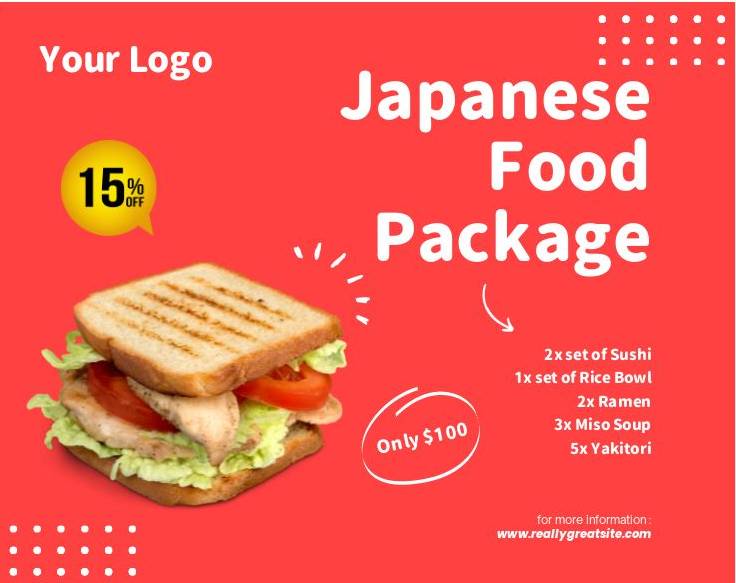 Your Logo
Japanese
Food
Package
15%
OFF
2x set of Sushi
1x set of Rice Bowl
2x Ramen
3x Miso Soup
5x Yakitori
Only $100
for more information :
www.reallygreatsite.com